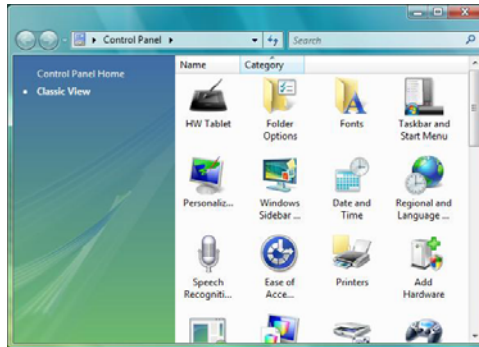 Control Panel
Search
Control Panel Home
Classic View
Name
Category
HW Tablet
Folder
Options
Fonts
Taskbar and
Start Menu
Personaliz...
Windows
Sidebar ...
Date and
Time
Regional and
Language ...
Speech
Recogniti...
Ease of
Acce...
Printers
Add
Hardware